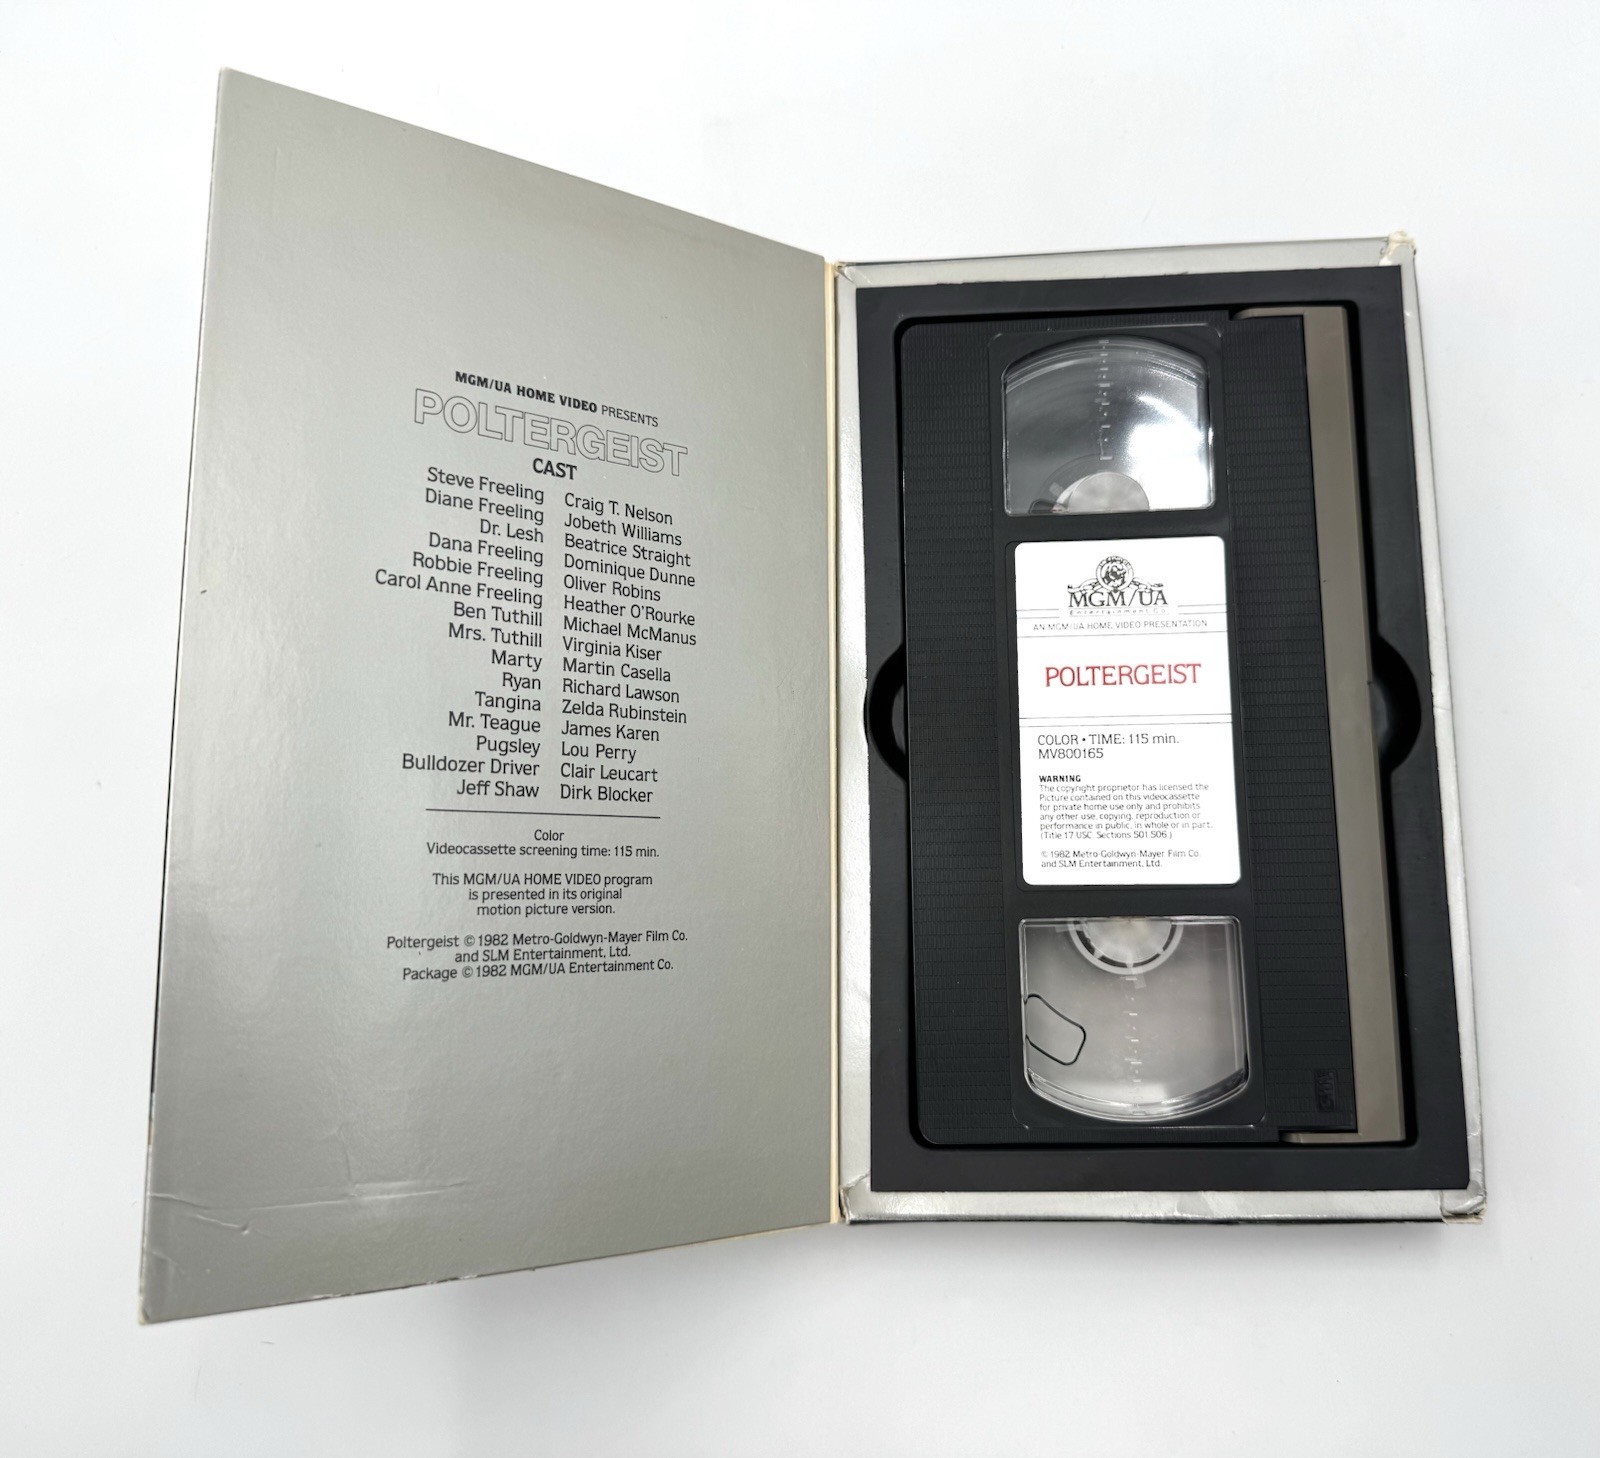 MGM/UA HOME VIDEO PRESENTS
POLTERGEIST
CAST
Steve Freeling Craig T. Nelson
Diane Freeling Jobeth Williams
Dr. Lesh Beatrice Straight
Dana Freeling Dominique Dunne
Robbie Freeling Oliver Robins
Carol Anne Freeling Heather O'Rourke
Ben Tuthill Michael McManus
Mrs. Tuthill Virginia Kiser
Marty Martin Casella
Ryan Richard Lawson
Tangina Zelda Rubinstein
Mr. Teague James Karen
Pugsley Lou Perry
Bulldozer Driver Clair Leucart
Jeff Shaw Dirk Blocker
Color
Videocassette screening time: 115 min.
This MGM/UA HOME VIDEO program
is presented in its original
motion picture version.
Poltergeist © 1982 Metro-Goldwyn-Mayer Film Co.
and SLM Entertainment, Ltd.
Package © 1982 MGM/UA Entertainment Co.
MGM/UA
Entertainment Co.
AN MGM/UA HOME VIDEO PRESENTATION
POLTERGEIST
COLOR • TIME: 115 min.
MV800165
WARNING
The copyright proprietor has licensed the
Picture contained on this videocassette
for private home use only and prohibits
any other use, copying, reproduction or
performance in public, in whole or in part.
(Title 17 USC. Sections 501,506.)
© 1982 Metro-Goldwyn-Mayer Film Co.
and SLM Entertainment, Ltd.